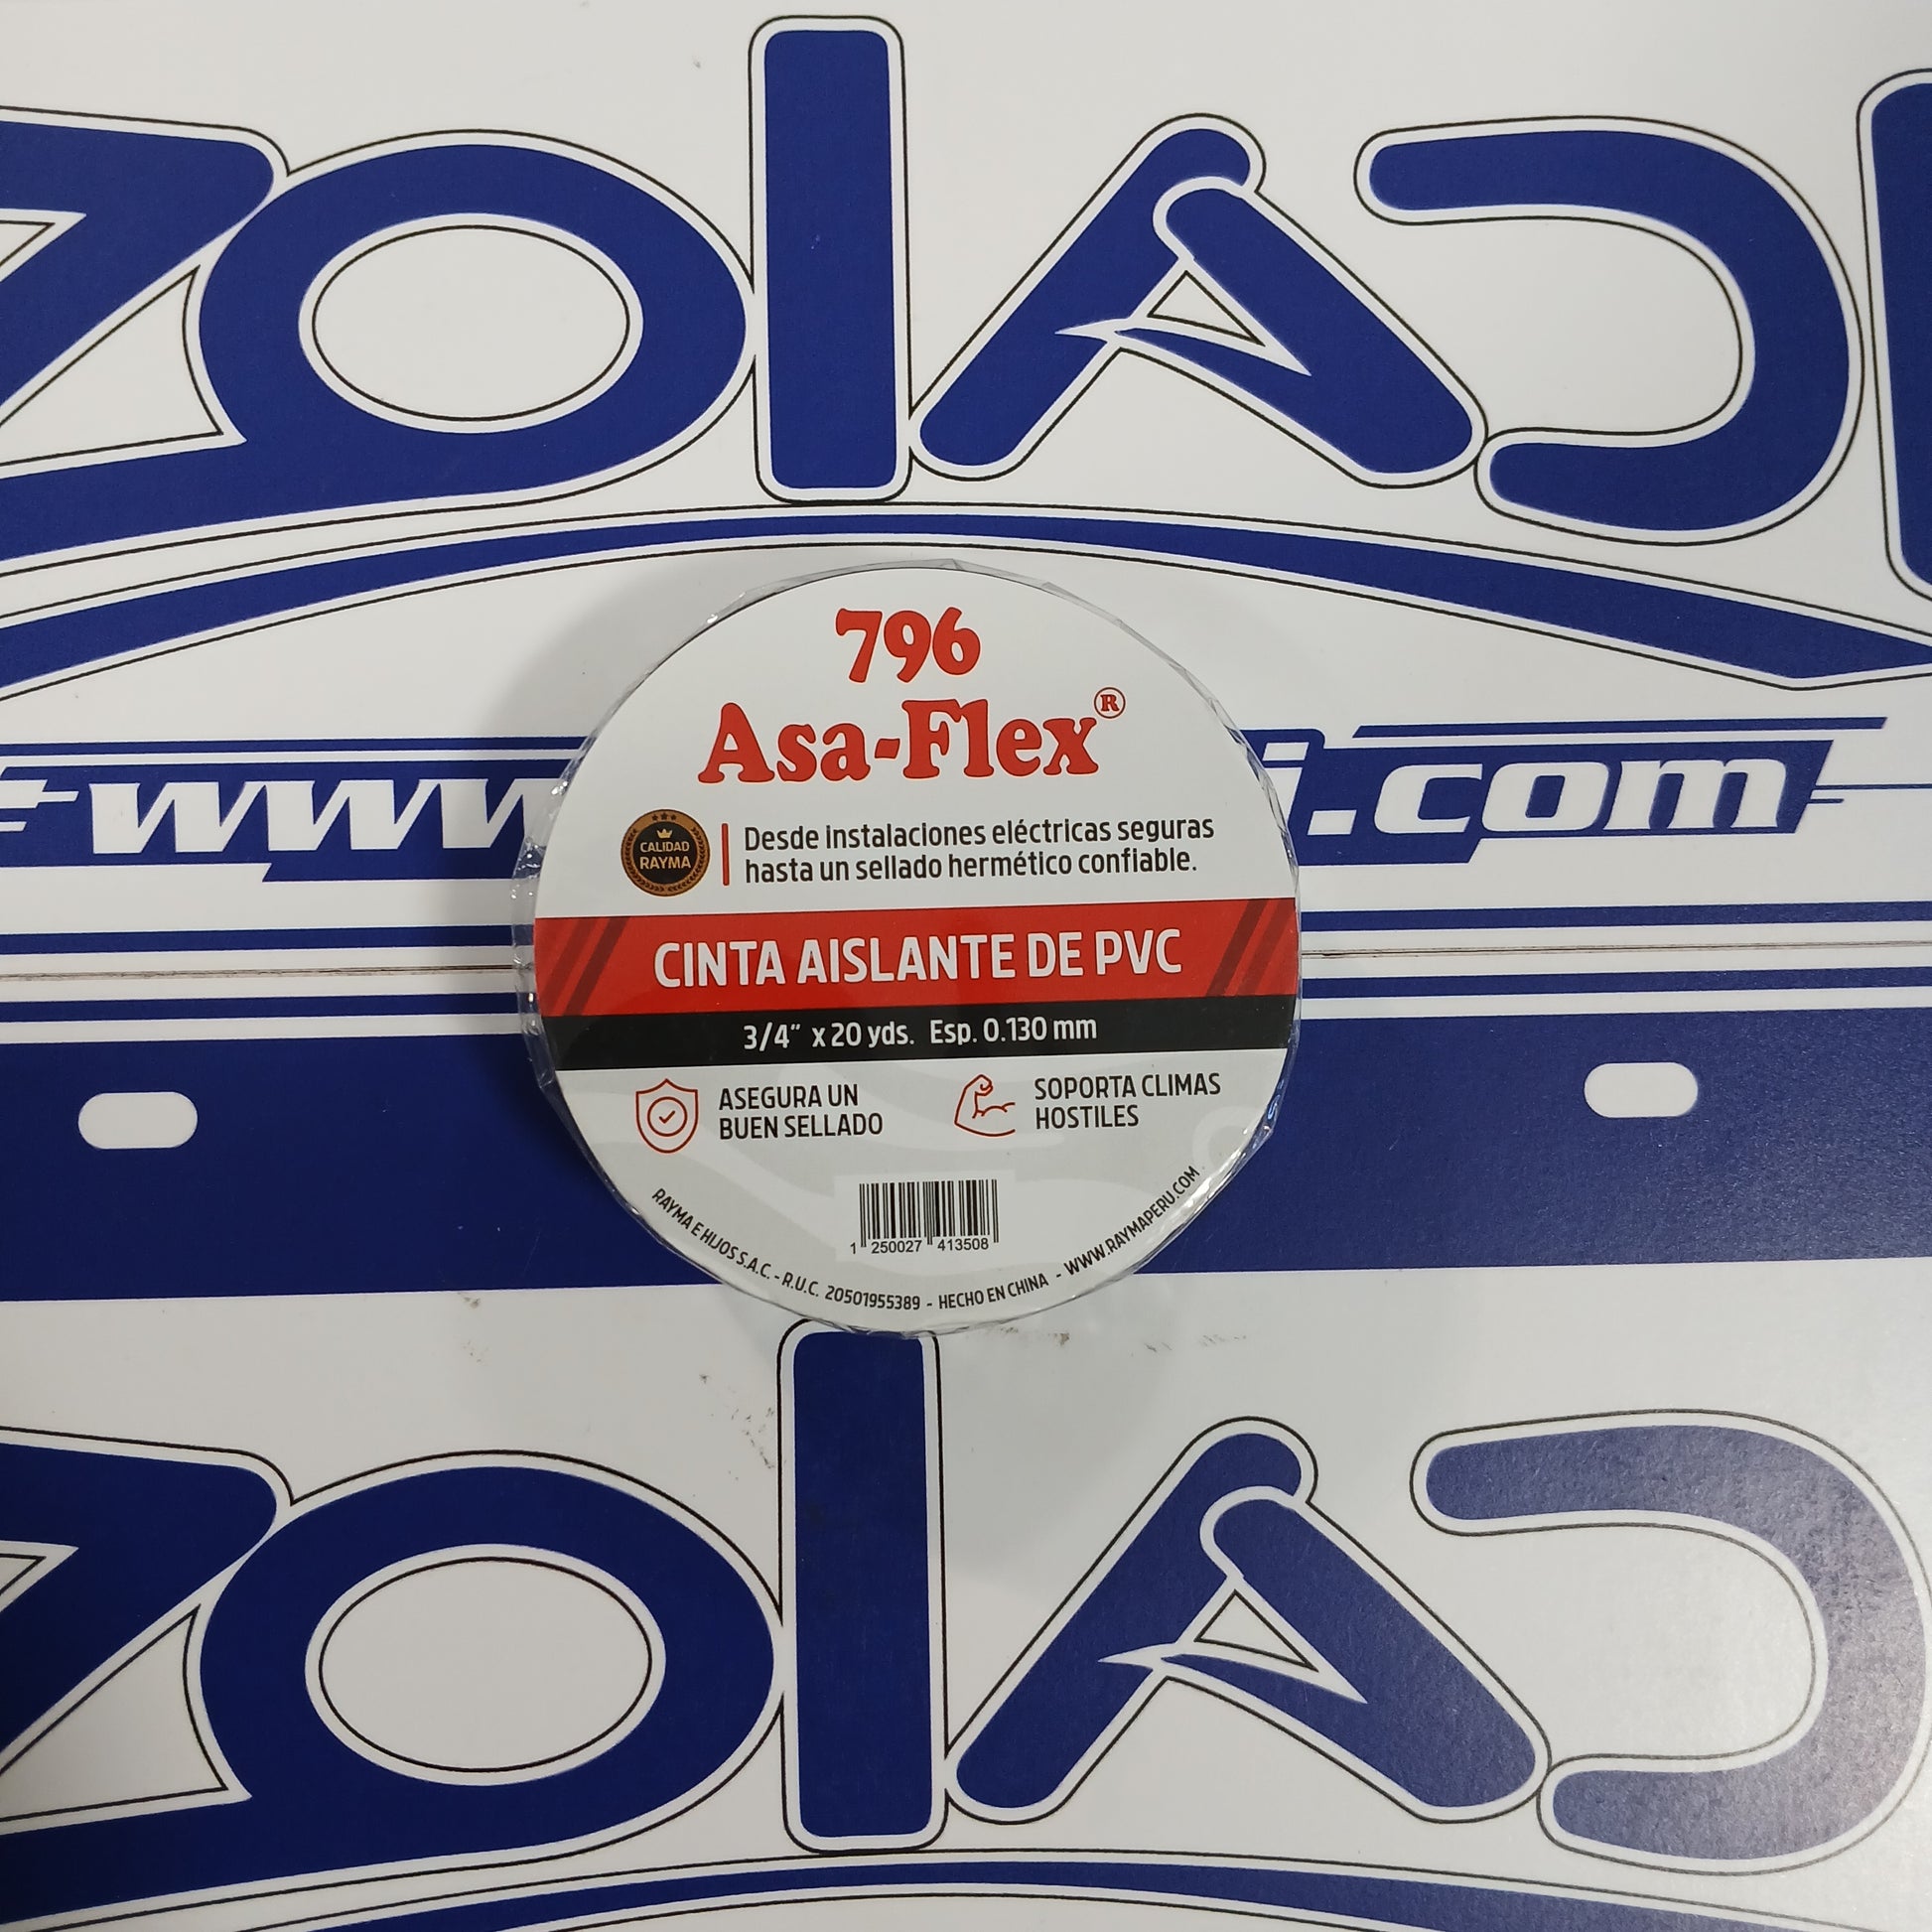 www
i.com
796
Asa-Flex®
CALIDAD
RAYMA
Desde instalaciones eléctricas seguras
hasta un sellado hermético confiable.
CINTA AISLANTE DE PVC
3/4" x 20 yds. Esp. 0.130 mm
ASEGURA UN
BUEN SELLADO
SOPORTA CLIMAS
HOSTILES
1 250027 413508
RAYMA E HIJOS S.A.C. - R.U.C. 20501955389 - HECHO EN CHINA - WWW.RAYMAPERU.COM